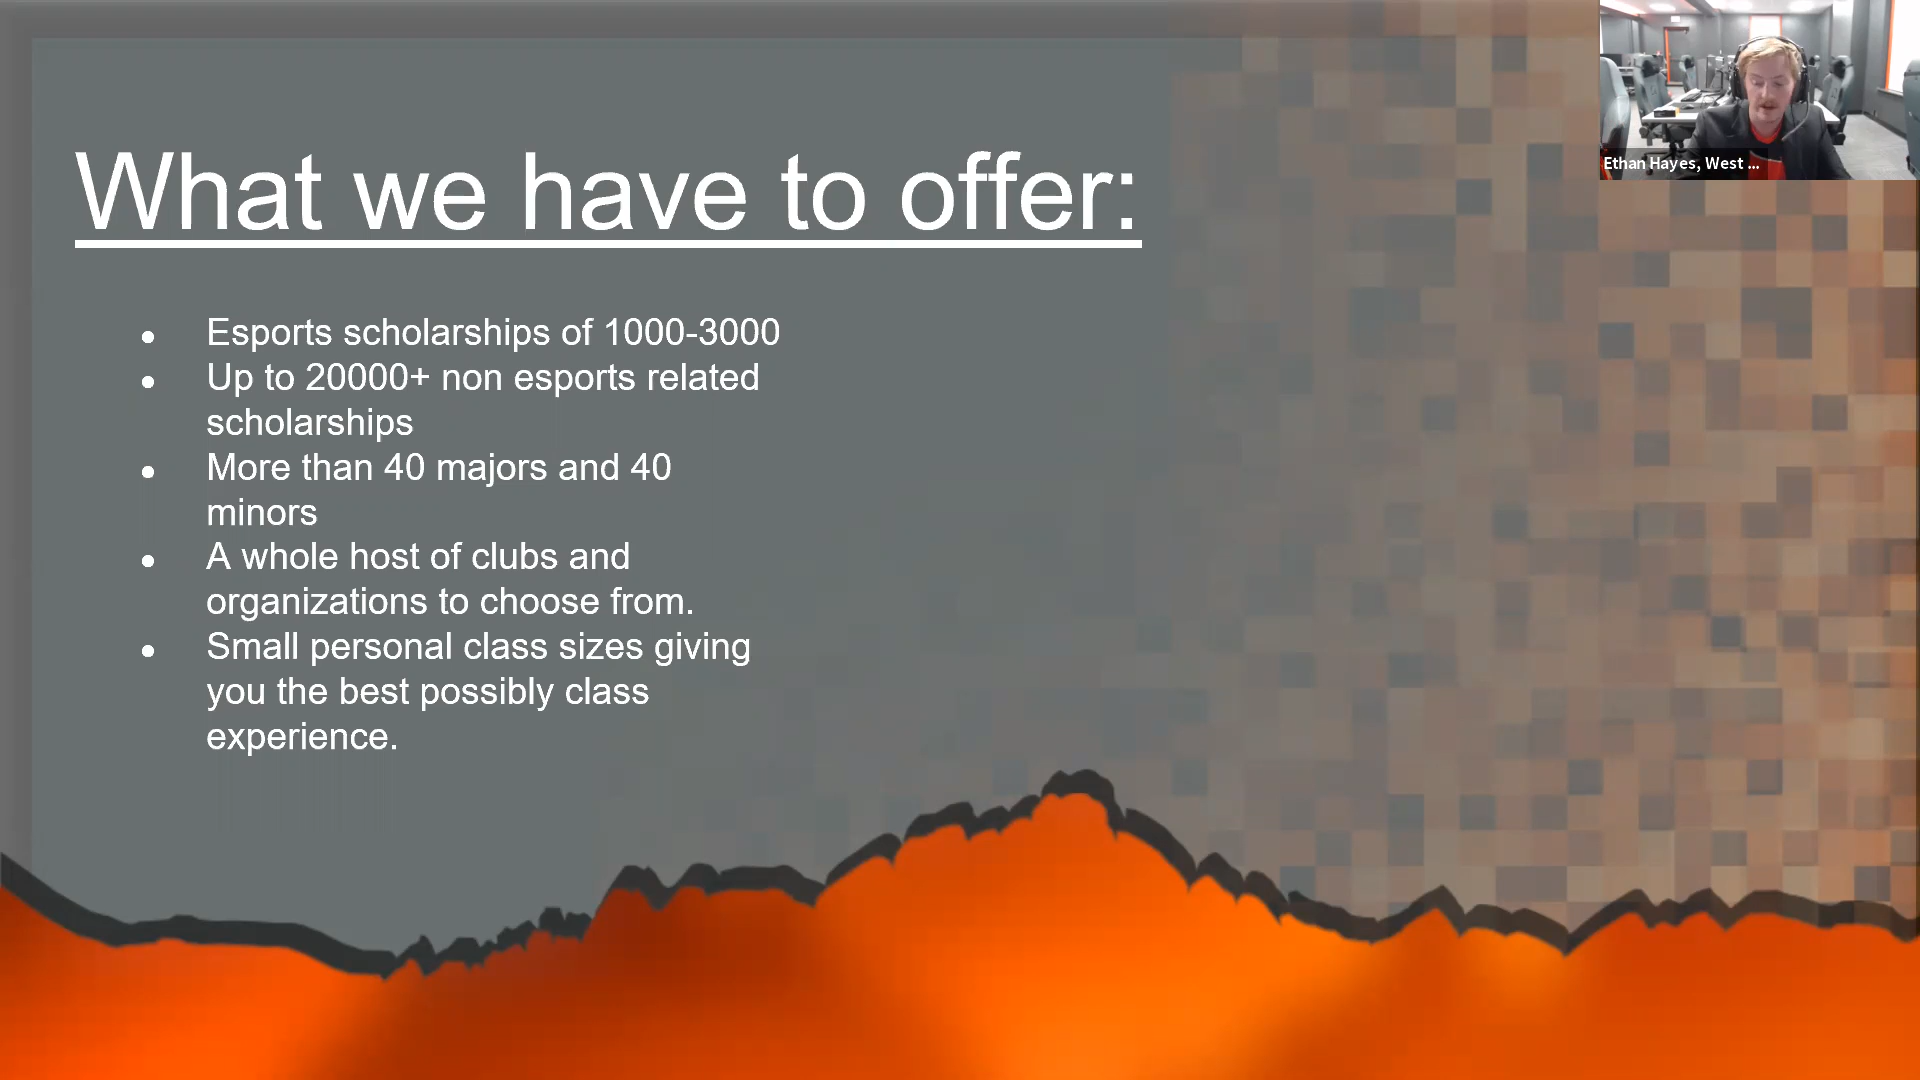 What we have to offer:
● Esports scholarships of 1000-3000
● Up to 20000+ non esports related
scholarships
● More than 40 majors and 40
minors
● A whole host of clubs and
organizations to choose from.
● Small personal class sizes giving
you the best possibly class
experience.
Ethan Hayes, West ...